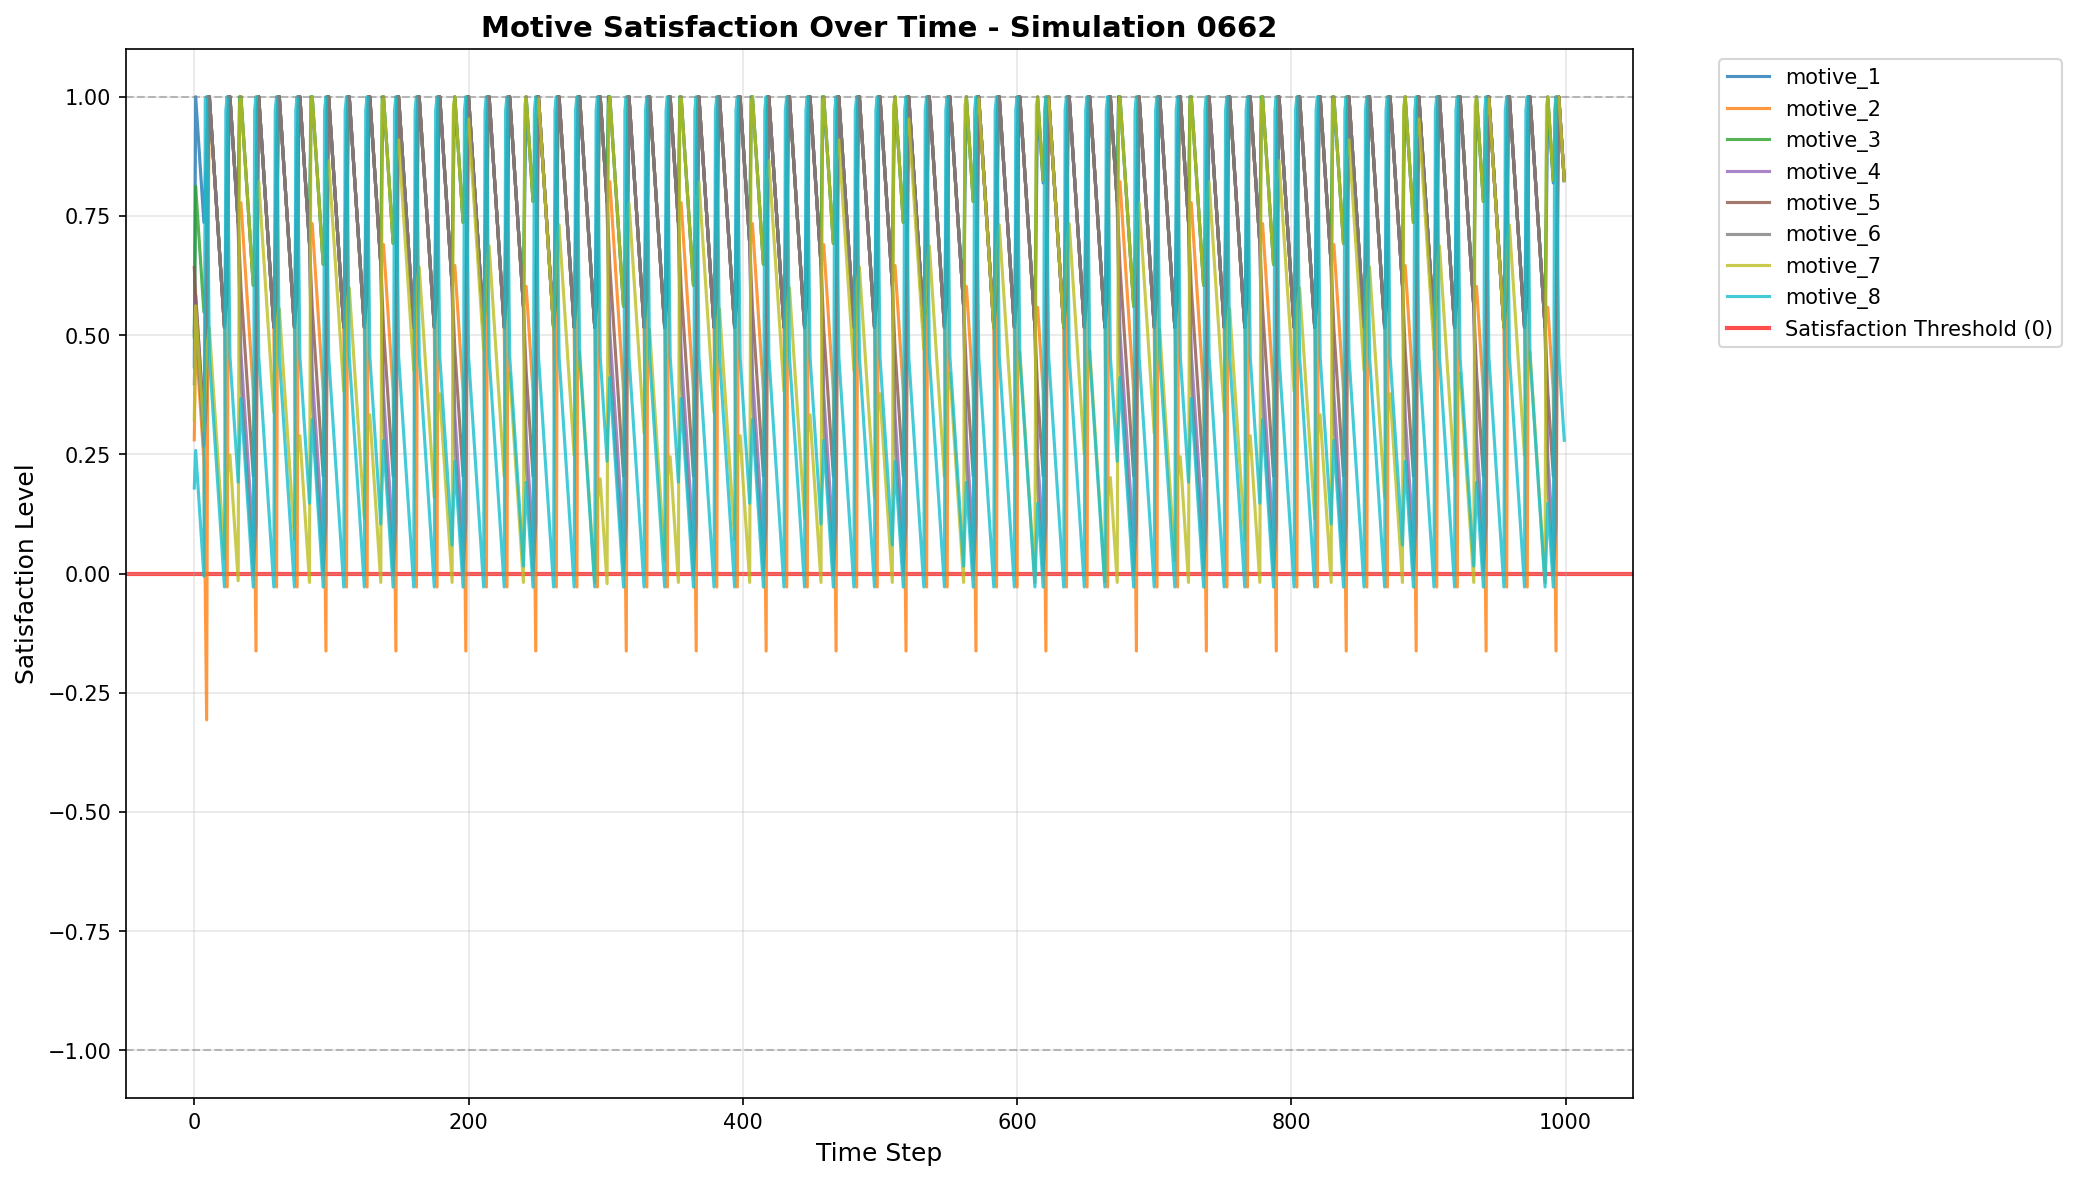 Motive Satisfaction Over Time - Simulation 0662
Satisfaction Level
1.00
0.75
0.50
0.25
0.00
−0.25
−0.50
−0.75
−1.00
0
200
400
600
800
1000
Time Step
motive_1
motive_2
motive_3
motive_4
motive_5
motive_6
motive_7
motive_8
Satisfaction Threshold (0)